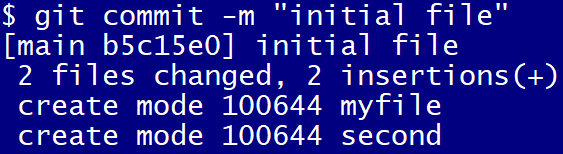 $ git commit -m "initial file"
[main b5c15e0] initial file
 2 files changed, 2 insertions(+)
 create mode 100644 myfile
 create mode 100644 second